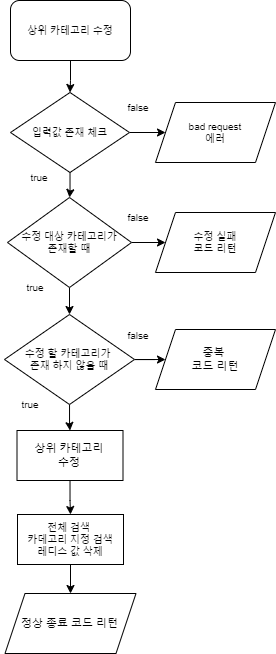 상위 카테고리 수정
false
입력값 존재 체크
bad request
에러
true
false
수정 대상 카테고리가
존재할 때
수정 실패
코드 리턴
true
false
수정 할 카테고리가
존재 하지 않을 때
중복
코드 리턴
true
상위 카테고리
수정
전체 검색
카데고리 지정 검색
레디스 값 삭제
정상 종료 코드 리턴